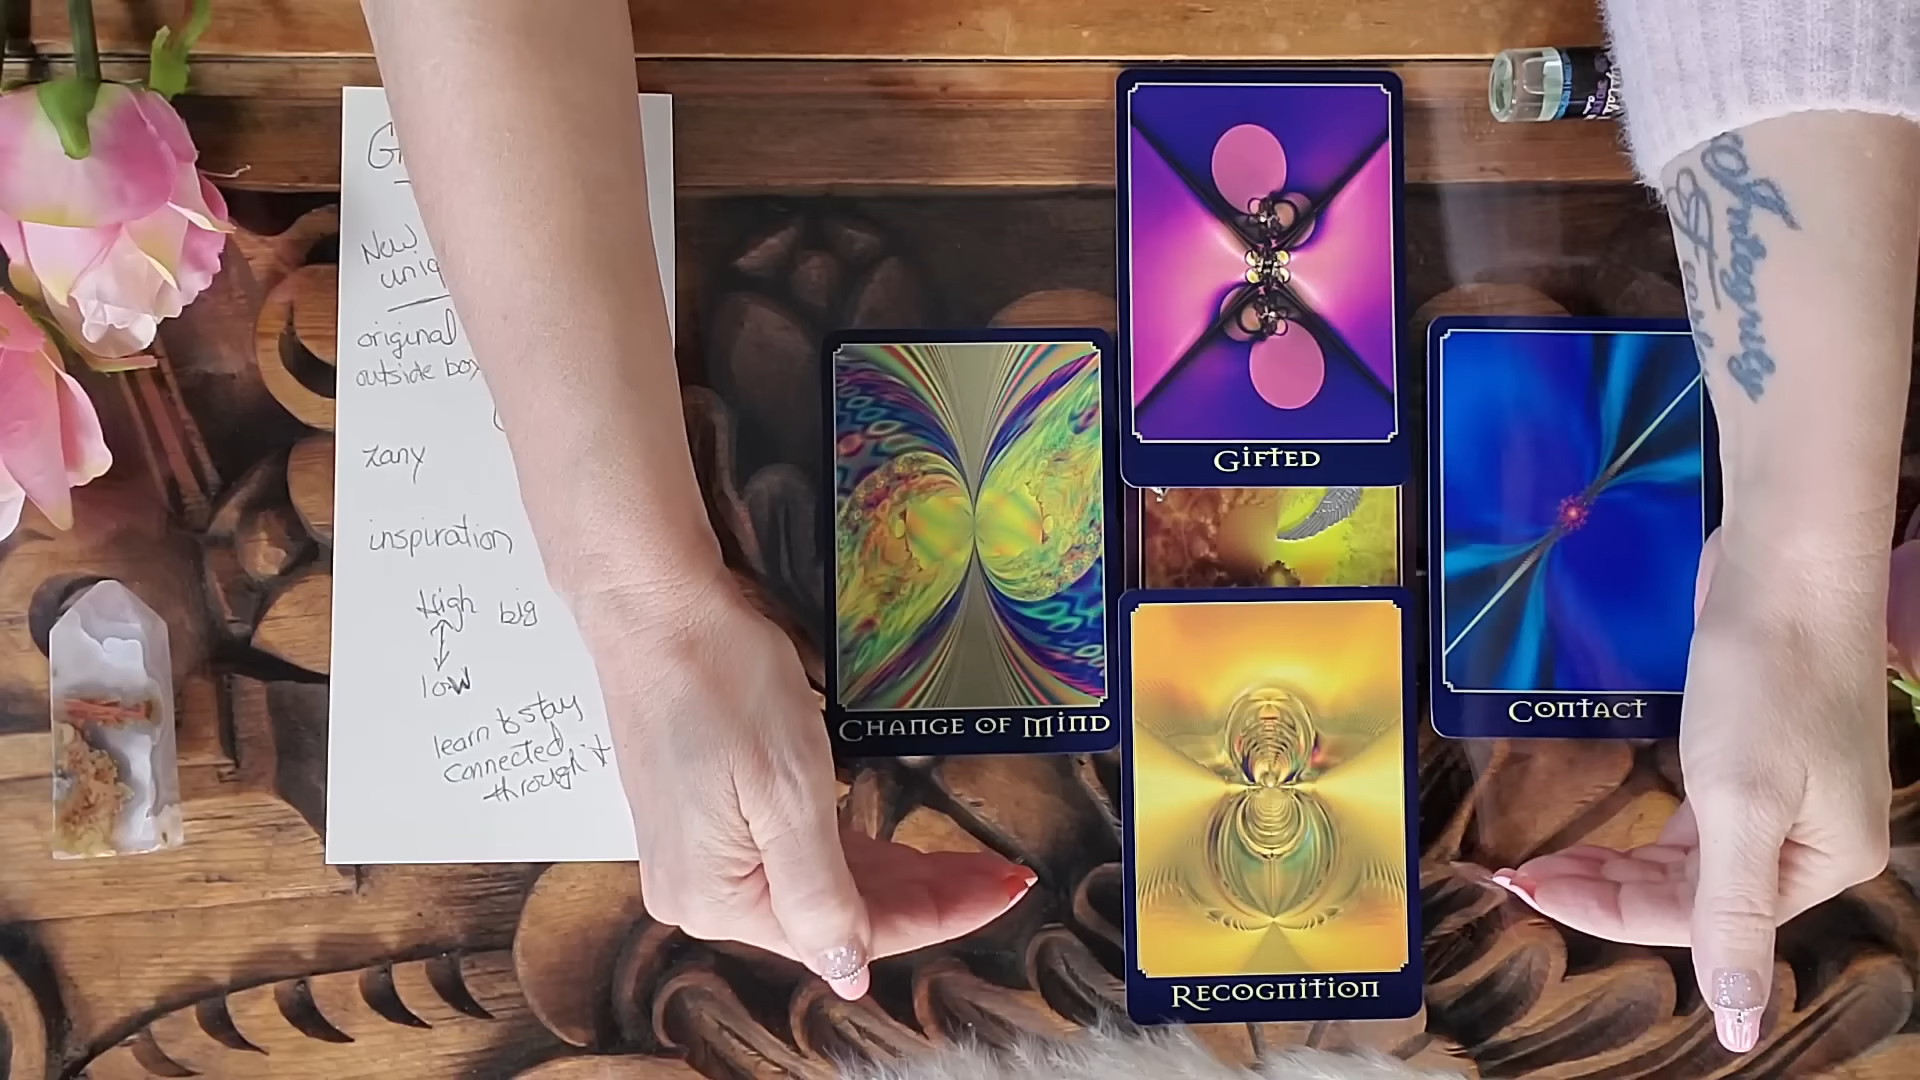 New
original
outside box
zany
inspiration
High big
low
learn to stay
connected
through it
GIFTED
CHANGE OF MIND
CONTACT
RECOGNITION
Integrity